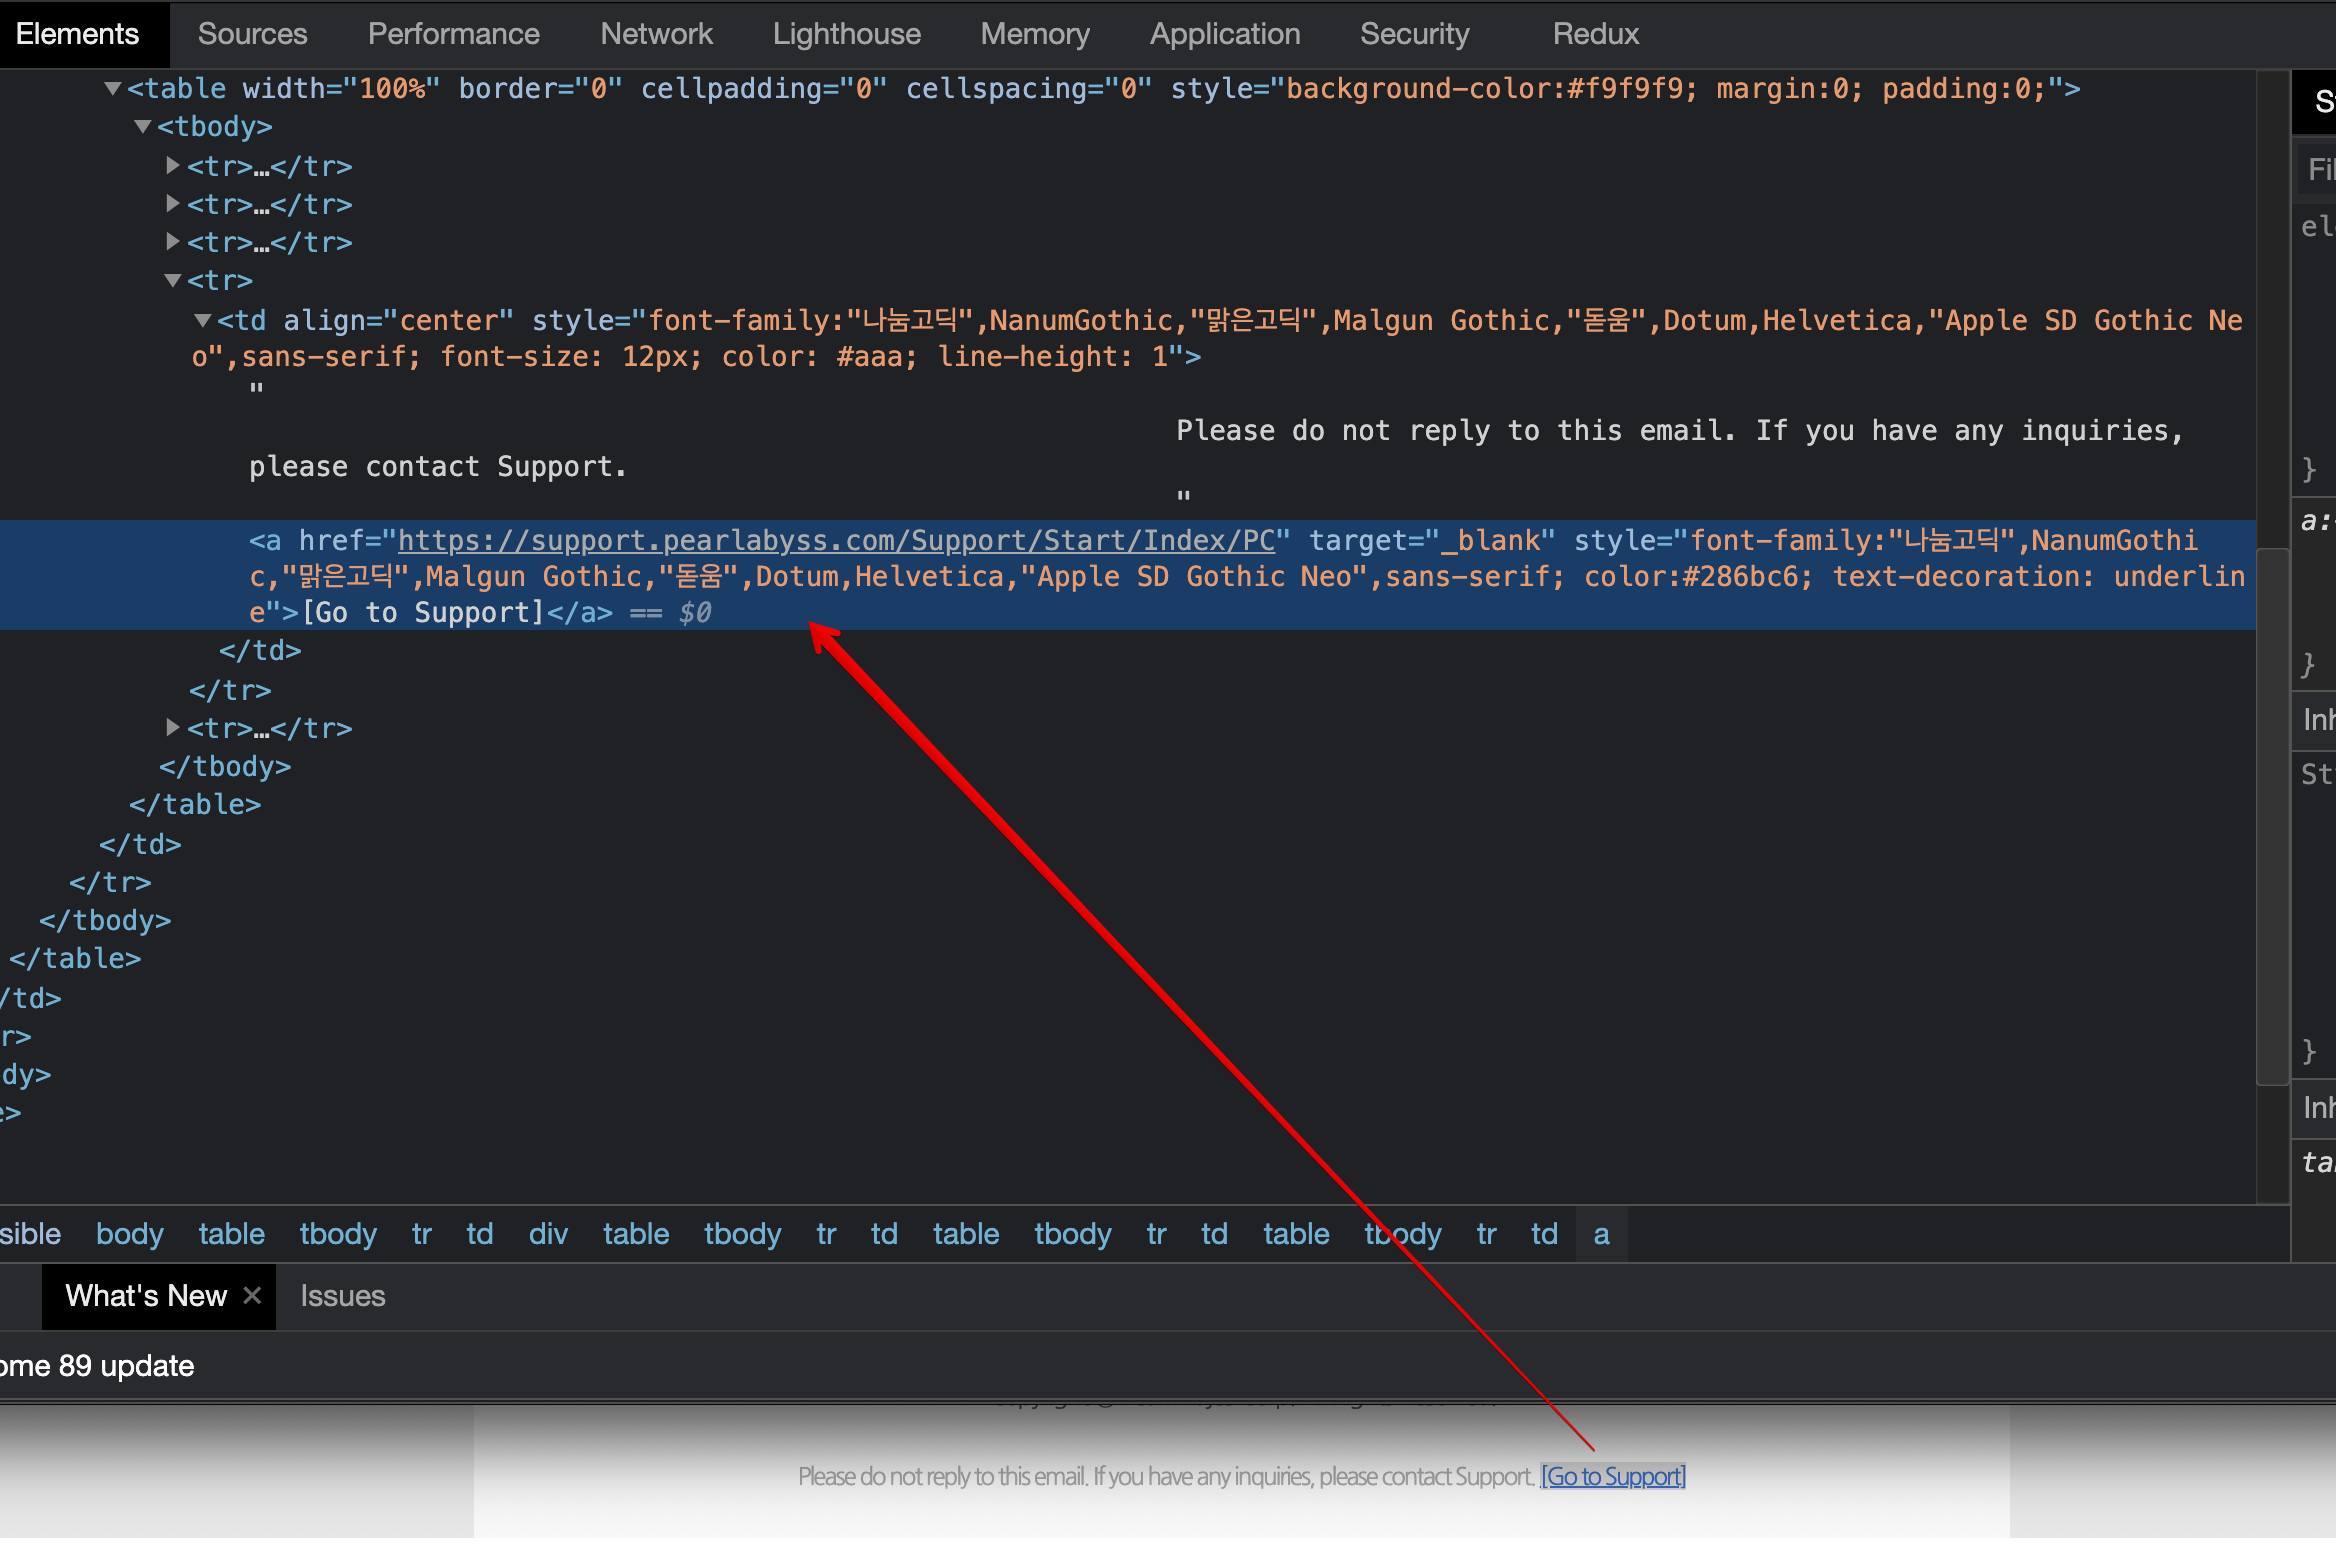 Elements Sources Performance Network Lighthouse Memory Application Security Redux
▼<table width="100%" border="0" cellpadding="0" cellspacing="0" style="background-color:#f9f9f9; margin:0; padding:0;">
▼<tbody>
▶<tr>…</tr>
▶<tr>…</tr>
▶<tr>…</tr>
▼<tr>
▼<td align="center" style="font-family:"나눔고딕",NanumGothic,"맑은고딕",Malgun Gothic,"돋움",Dotum,Helvetica,"Apple SD Gothic Ne
o",sans-serif; font-size: 12px; color: #aaa; line-height: 1">
"
Please do not reply to this email. If you have any inquiries,
please contact Support.
"
<a href="https://support.pearlabyss.com/Support/Start/Index/PC" target="_blank" style="font-family:"나눔고딕",NanumGothi
c,"맑은고딕",Malgun Gothic,"돋움",Dotum,Helvetica,"Apple SD Gothic Neo",sans-serif; color:#286bc6; text-decoration: underlin
e">[Go to Support]</a> == $0
</td>
</tr>
▶<tr>…</tr>
</tbody>
</table>
</td>
</tr>
</tbody>
</table>
/td>
r>
dy>
>
}
a:
}
}
sible body table tbody tr td div table tbody tr td table tbody tr td table tbody tr td a
What's New × Issues
ome 89 update
Please do not reply to this email. If you have any inquiries, please contact Support. [Go to Support]